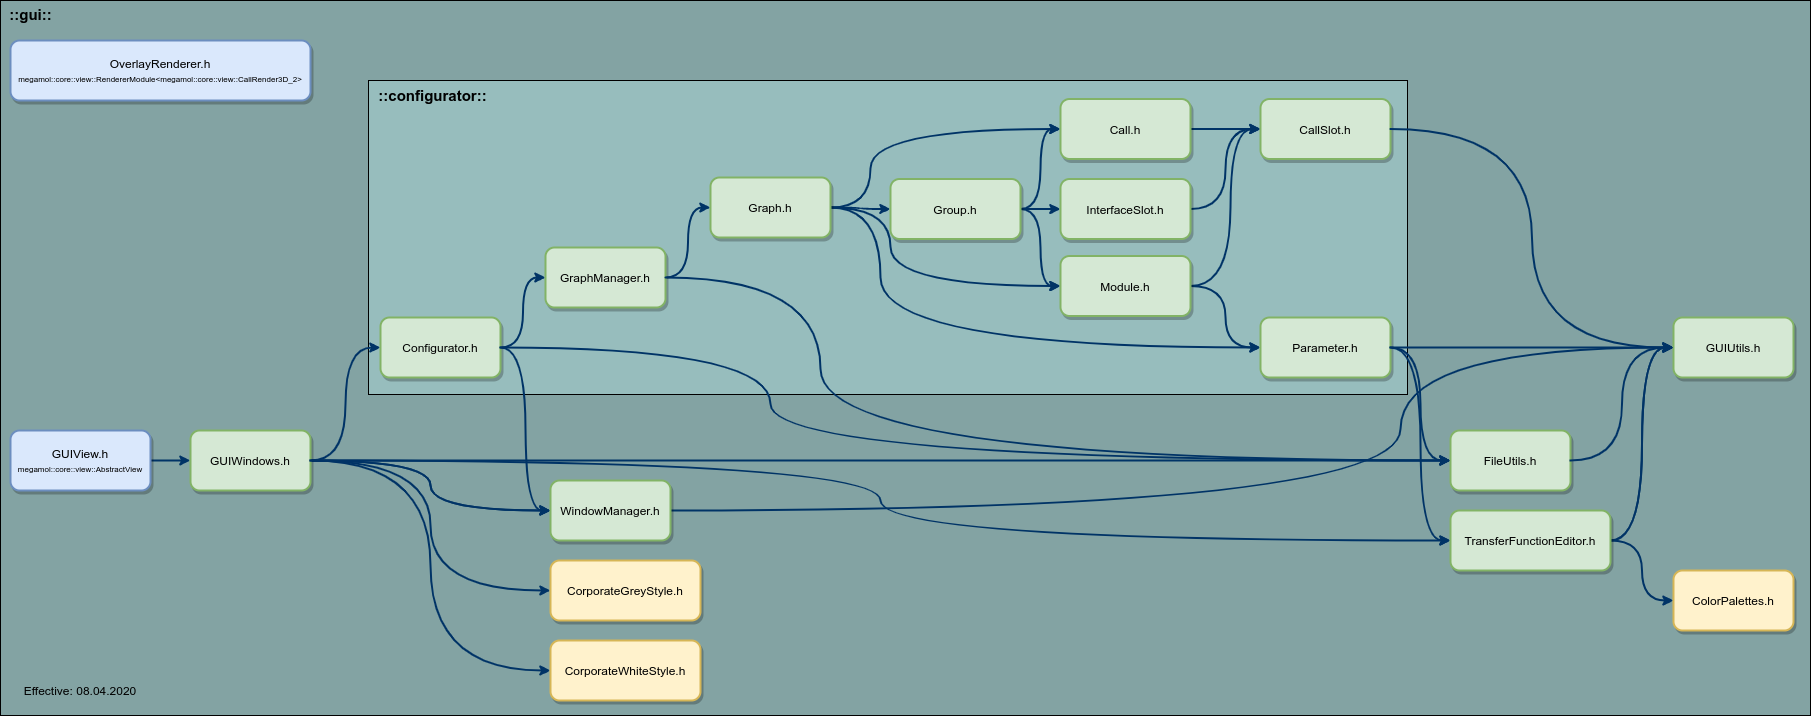 ::gui::
OverlayRenderer.h
megamol::core::view::RendererModule<megamol::core::view::CallRender3D_2>
::configurator::
Call.h
CallSlot.h
Graph.h
Group.h
InterfaceSlot.h
GraphManager.h
Module.h
Configurator.h
Parameter.h
GUIUtils.h
GUIView.h
megamol::core::view::AbstractView
GUIWindows.h
FileUtils.h
WindowManager.h
TransferFunctionEditor.h
CorporateGreyStyle.h
ColorPalettes.h
CorporateWhiteStyle.h
Effective: 08.04.2020